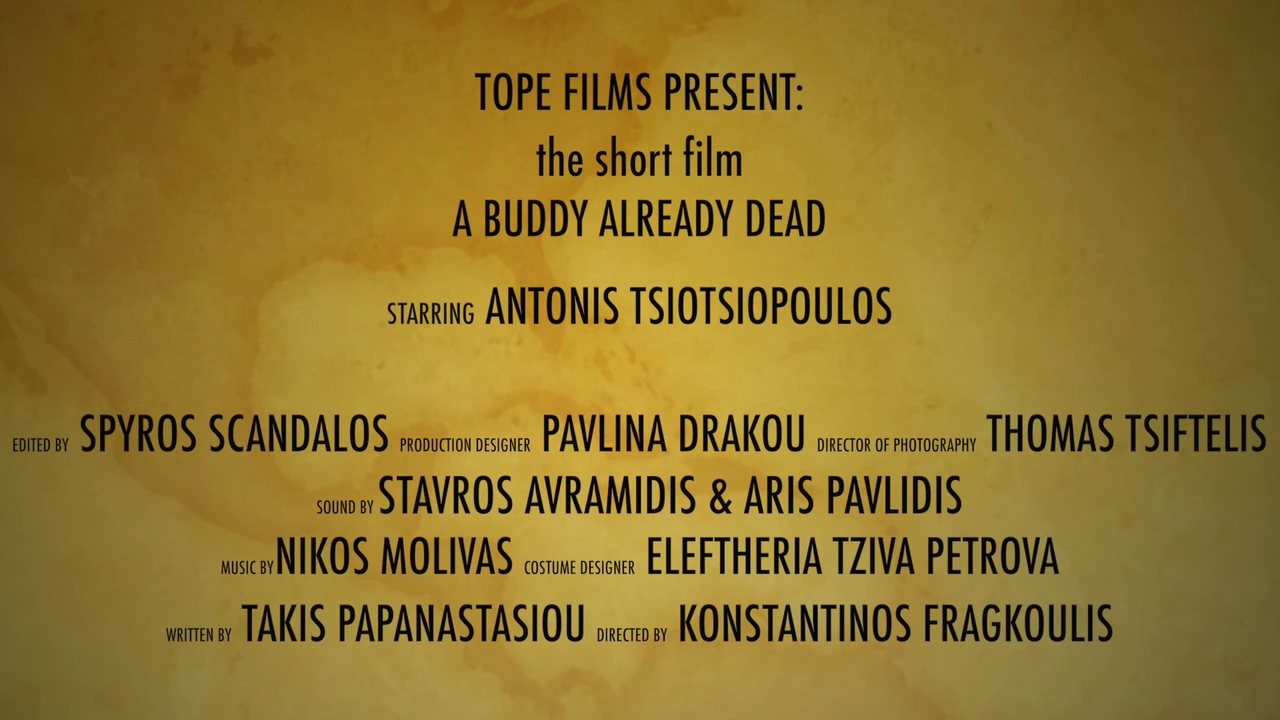 TOPE FILMS PRESENT:
the short film
A BUDDY ALREADY DEAD
STARRING ANTONIS TSIOTSIOPOULOS
EDITED BY SPYROS SCANDALOS PRODUCTION DESIGNER PAVLINA DRAKOU DIRECTOR OF PHOTOGRAPHY THOMAS TSIFTELIS
SOUND BY STAVROS AVRAMIDIS & ARIS PAVLIDIS
MUSIC BY NIKOS MOLIVAS COSTUME DESIGNER ELEFTHERIA TZIVA PETROVA
WRITTEN BY TAKIS PAPANASTASIOU DIRECTED BY KONSTANTINOS FRAGKOULIS